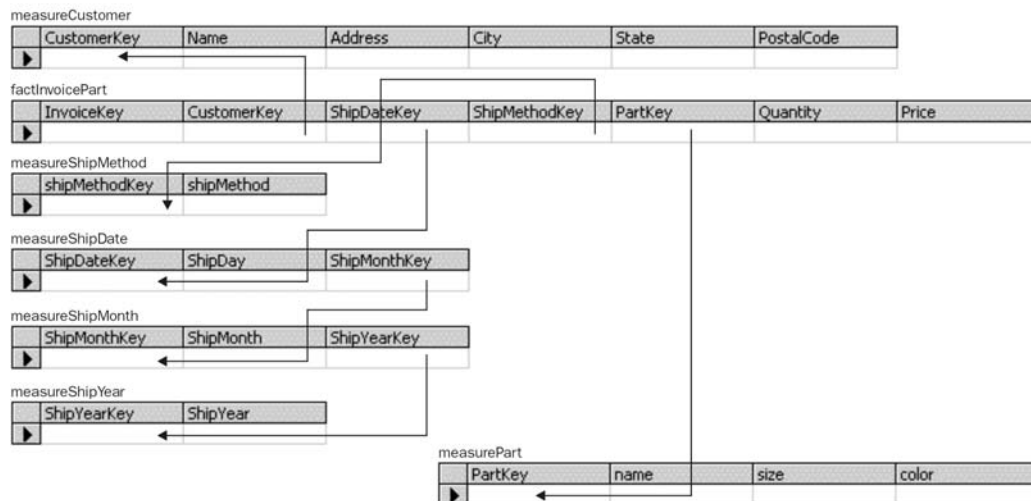 measureCustomer
CustomerKey Name Address City State PostalCode
factInvoicePart
InvoiceKey CustomerKey ShipDateKey ShipMethodKey PartKey Quantity Price
measureShipMethod
shipMethodKey shipMethod
measureShipDate
ShipDateKey ShipDay ShipMonthKey
measureShipMonth
ShipMonthKey ShipMonth ShipYearKey
measureShipYear
ShipYearKey ShipYear
measurePart
PartKey name size color